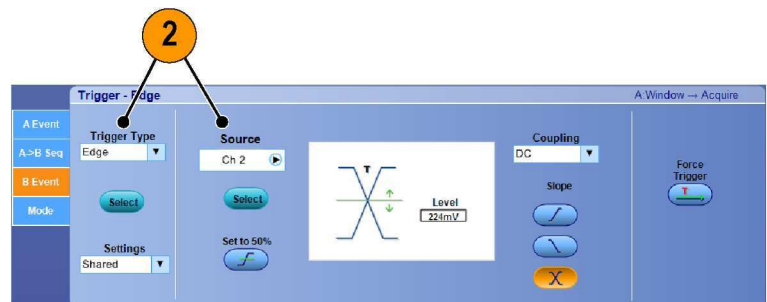 2
Trigger - Edge
A Window → Acquire
A Event
A->B Seq
B Event
Mode
Trigger Type
Edge
Select
Settings
Shared
Source
Ch 2
Select
Set to 50%
T
Level
224mV
Coupling
DC
Slope
Force
Trigger
T